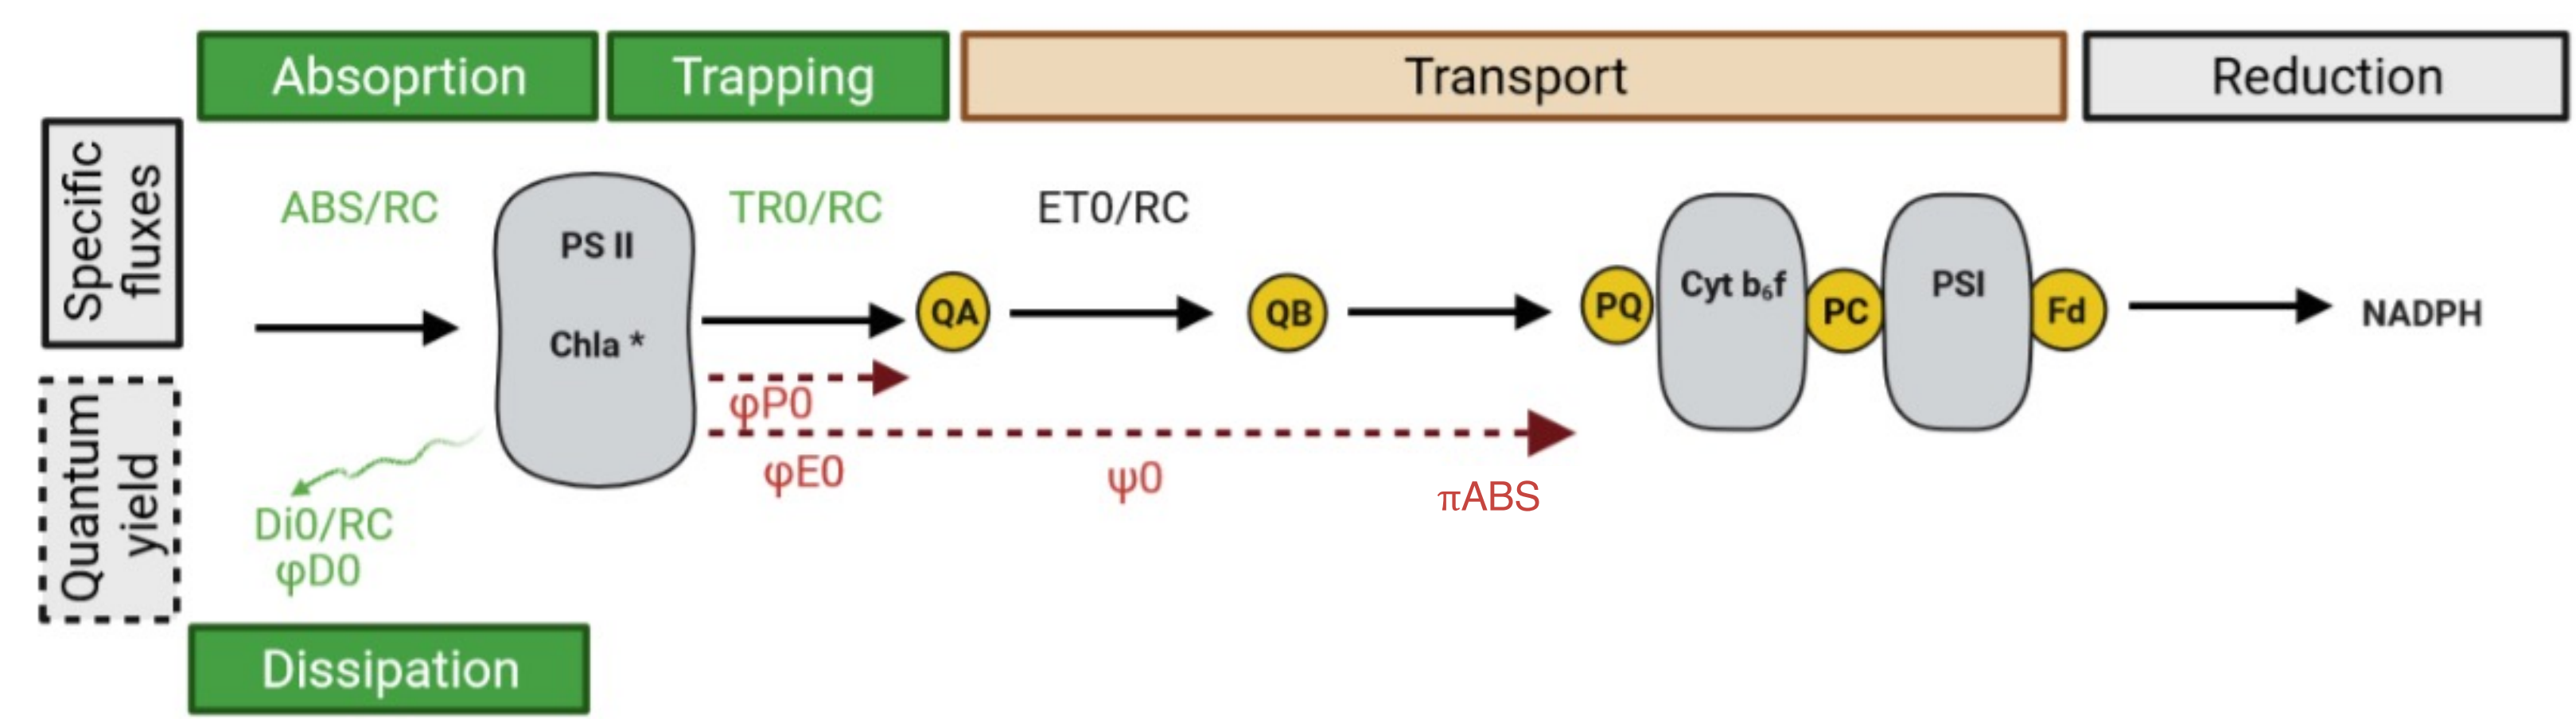 Absoprtion
Trapping
Transport
Reduction
Specific
fluxes
ABS/RC
TR0/RC
ET0/RC
PS II
Chla *
QA
QB
PQ
Cyt b₆f
PC
PSI
Fd
NADPH
φP0
φE0
ψ0
πABS
Quantum
yield
Di0/RC
φD0
Dissipation